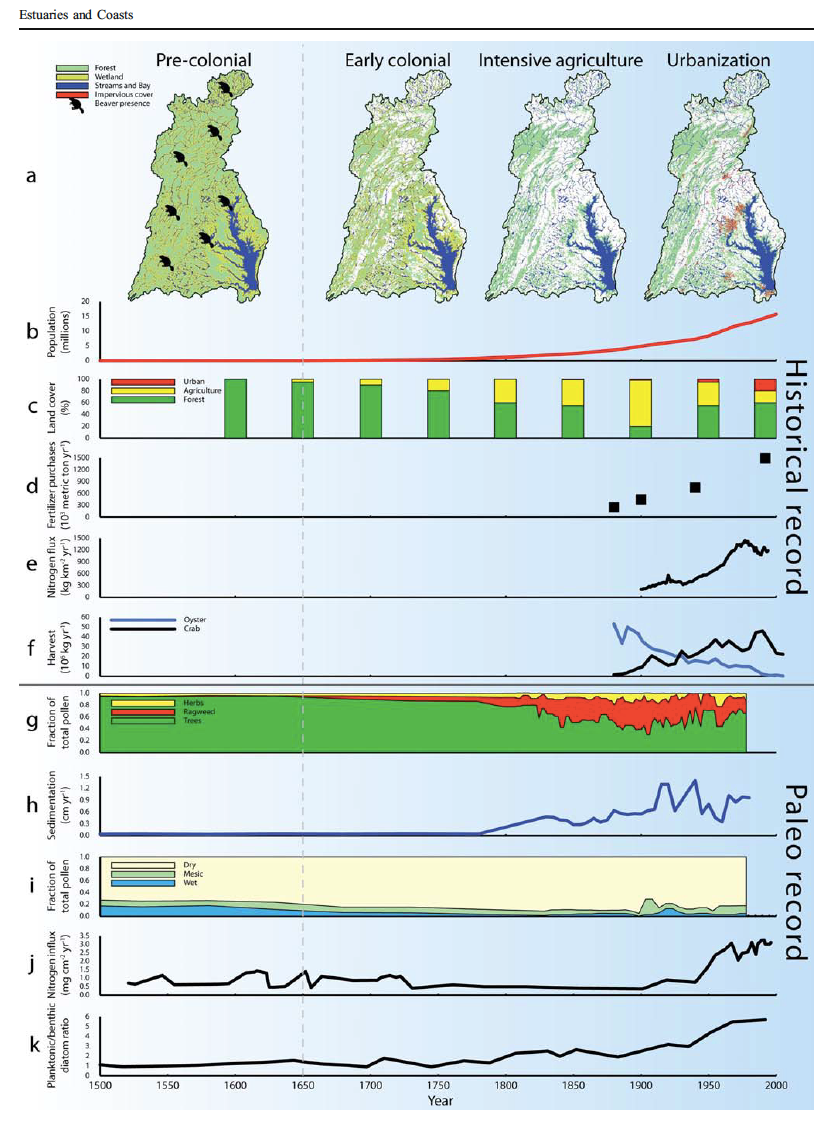 Estuaries and Coasts
Pre-colonial
Early colonial
Intensive agriculture
Urbanization
Forest
Wetland
Streams and Bay
Impervious cover
Beaver presence
a
b
Population
(millions)
20
15
10
5
0
c
Land cover
(%)
100
80
60
40
20
0
Urban
Agriculture
Forest
d
Fertilizer purchases
(10³ metric ton yr⁻¹)
1500
1200
900
600
300
0
e
Nitrogen flux
(kg km⁻² yr⁻¹)
1500
1200
900
600
300
0
f
Harvest
(10⁶ kg yr⁻¹)
60
50
40
30
20
10
0
Oyster
Crab
Historical record
g
Fraction of
total pollen
1.0
0.8
0.6
0.4
0.2
0.0
Herbs
Ragweed
Trees
h
Sedimentation
(cm yr⁻¹)
1.5
1.2
0.9
0.6
0.3
0.0
i
Fraction of
total pollen
1.0
0.8
0.6
0.4
0.2
0.0
Dry
Mesic
Wet
j
Nitrogen influx
(mg cm⁻² yr⁻¹)
3.5
3.0
2.5
2.0
1.5
1.0
0.5
0.0
k
Planktonic/benthic
diatom ratio
6
5
4
3
2
1
0
Paleo record
1500 1550 1600 1650 1700 1750 1800 1850 1900 1950 2000
Year